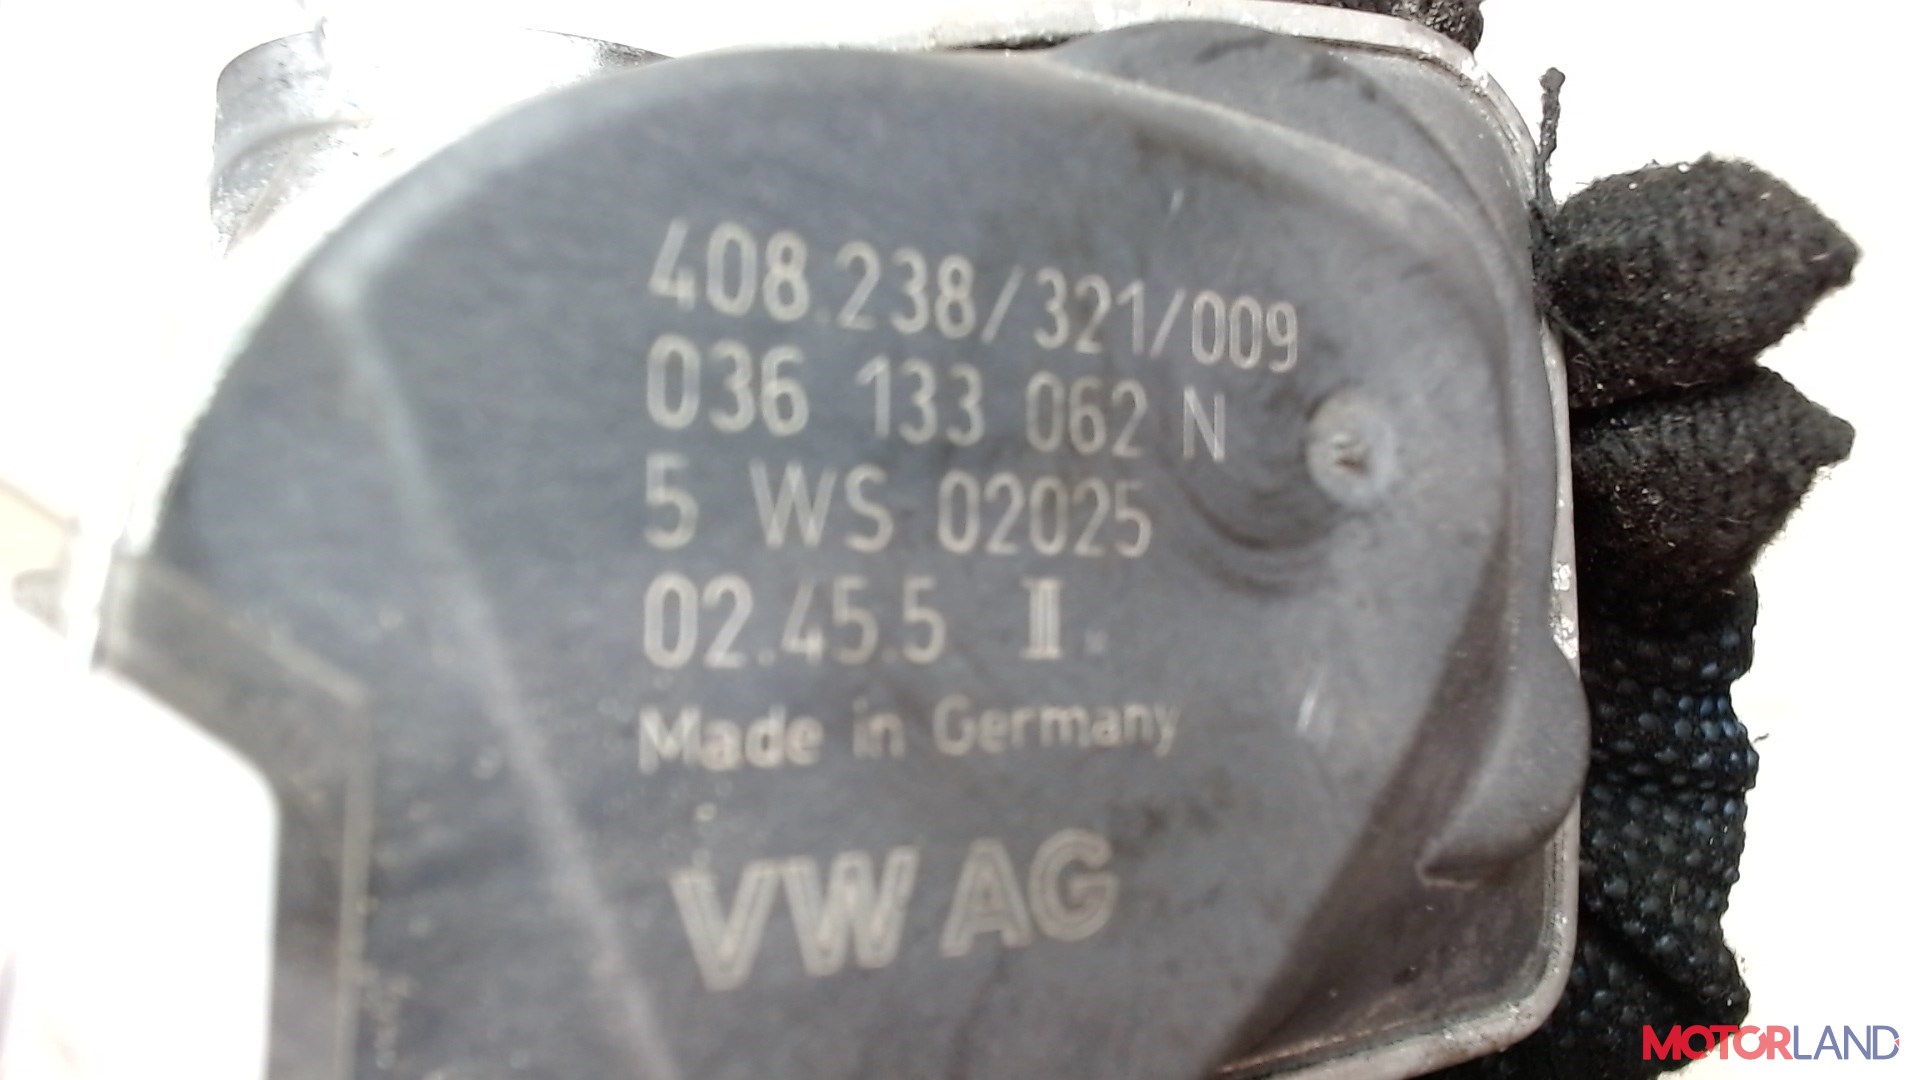 408.238/321/009
036 133 062 N
5 WS 02025
02.45.5 II
Made in Germany
VW AG
MOTORLAND